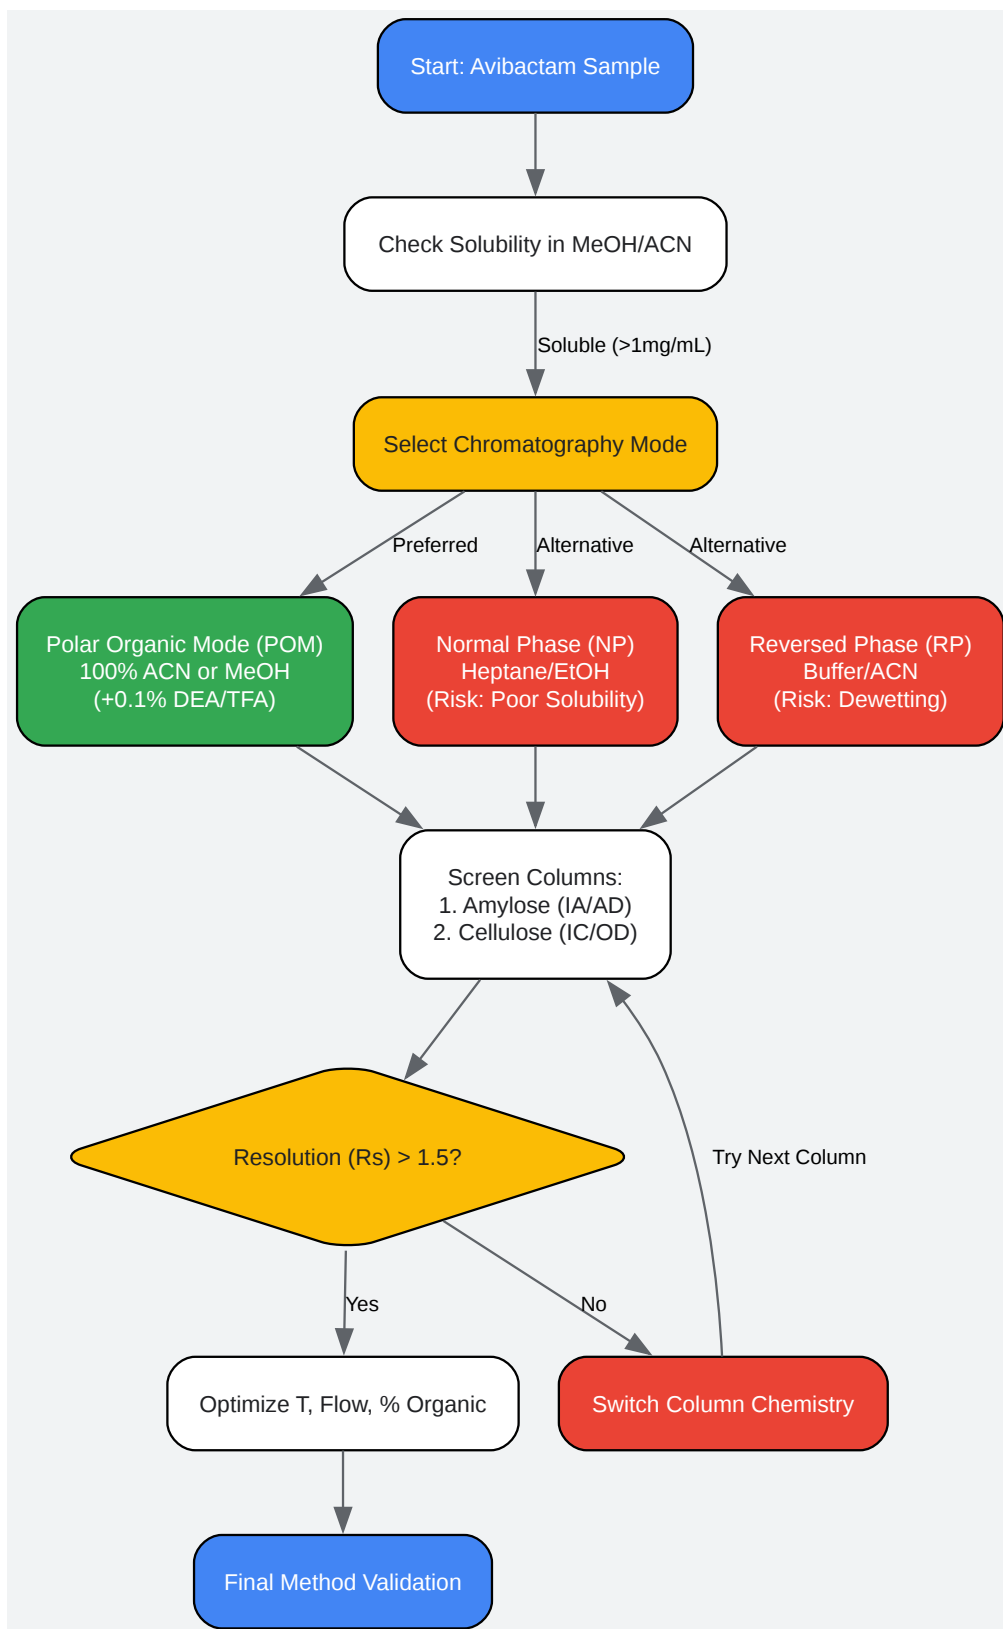 Start: Avibactam Sample
Check Solubility in MeOH/ACN
Soluble (>1mg/mL)
Select Chromatography Mode
Preferred
Alternative
Alternative
Polar Organic Mode (POM)
100% ACN or MeOH
(+0.1% DEA/TFA)
Normal Phase (NP)
Heptane/EtOH
(Risk: Poor Solubility)
Reversed Phase (RP)
Buffer/ACN
(Risk: Dewetting)
Screen Columns:
1. Amylose (IA/AD)
2. Cellulose (IC/OD)
Resolution (Rs) > 1.5?
Try Next Column
Yes
No
Optimize T, Flow, % Organic
Switch Column Chemistry
Final Method Validation